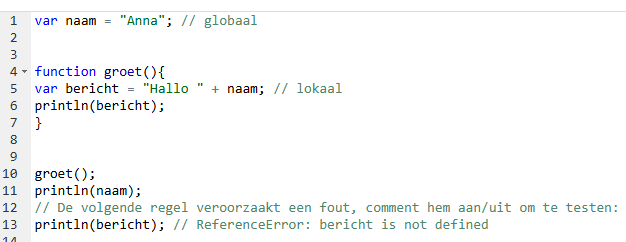 1 var naam = "Anna"; // globaal
2
3
4 function groet(){
5 var bericht = "Hallo " + naam; // lokaal
6 println(bericht);
7 }
8
9
10 groet();
11 println(naam);
12 // De volgende regel veroorzaakt een fout, comment hem aan/uit om te testen:
13 println(bericht); // ReferenceError: bericht is not defined
14